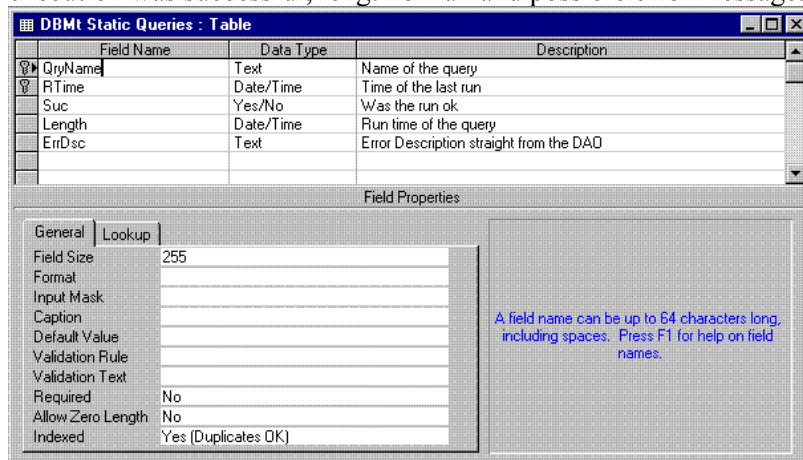 DBMt Static Queries : Table
Field Name Data Type Description
QryName Text Name of the query
RTime Date/Time Time of the last run
Suc Yes/No Was the run ok
Length Date/Time Run time of the query
ErrDsc Text Error Description straight from the DAO
Field Properties
General Lookup
Field Size 255
Format
Input Mask
Caption
Default Value
Validation Rule
Validation Text
Required No
Allow Zero Length No
Indexed Yes (Duplicates OK)
A field name can be up to 64 characters long,
including spaces. Press F1 for help on field
names.